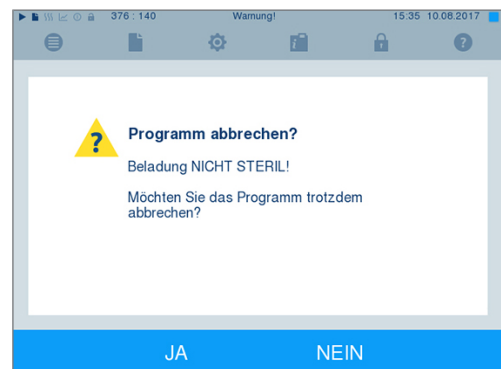 376 : 140 Warnung! 15:35 10.08.2017
Programm abbrechen?
Beladung NICHT STERIL!
Möchten Sie das Programm trotzdem
abbrechen?
JA NEIN